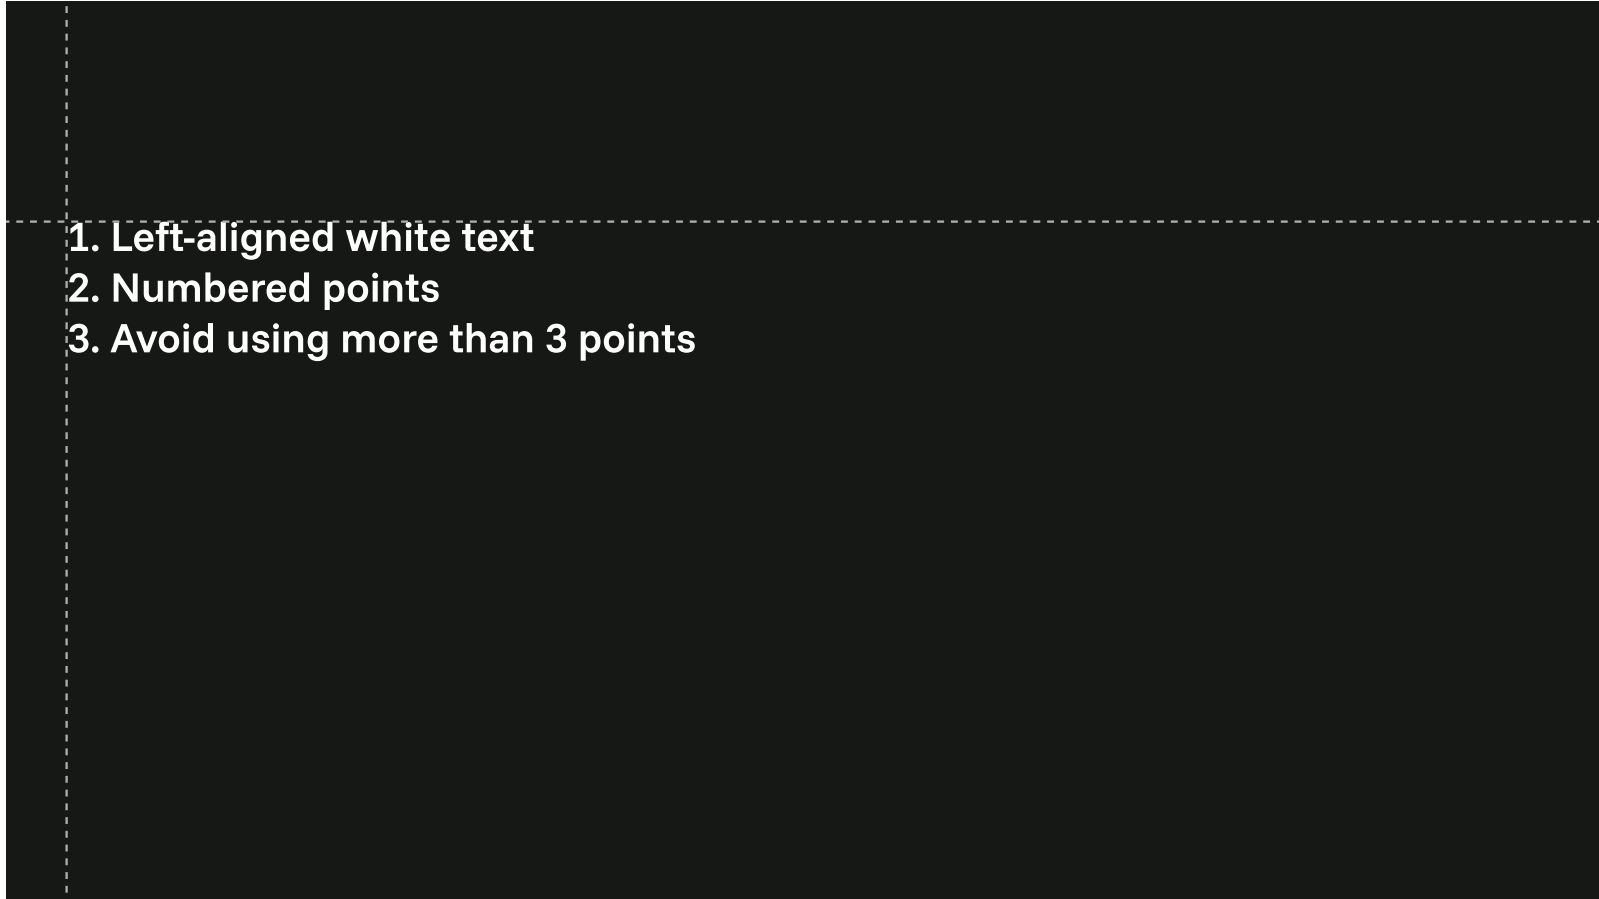 1. Left-aligned white text
2. Numbered points
3. Avoid using more than 3 points